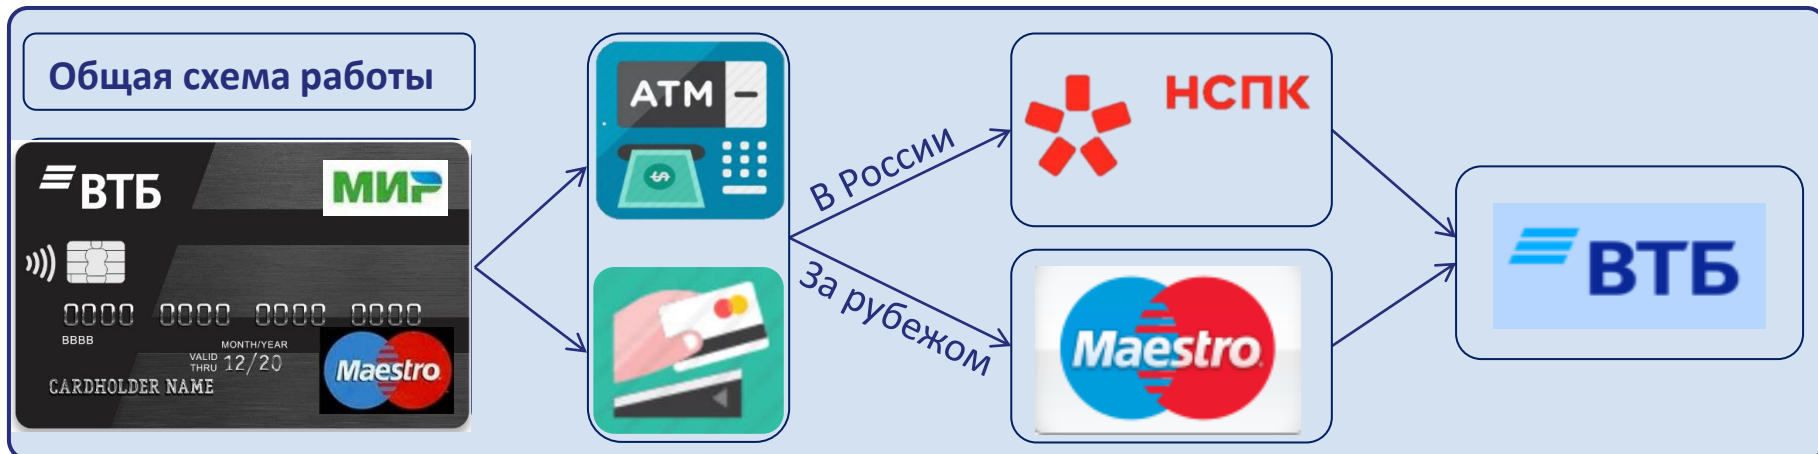 Общая схема работы
ВТБ
МИР
0000 0000 0000 0000
BBBB
MONTH/YEAR
VALID THRU 12/20
CARDHOLDER NAME
Maestro
ATM
$
В России
За рубежом
НСПК
Maestro
ВТБ